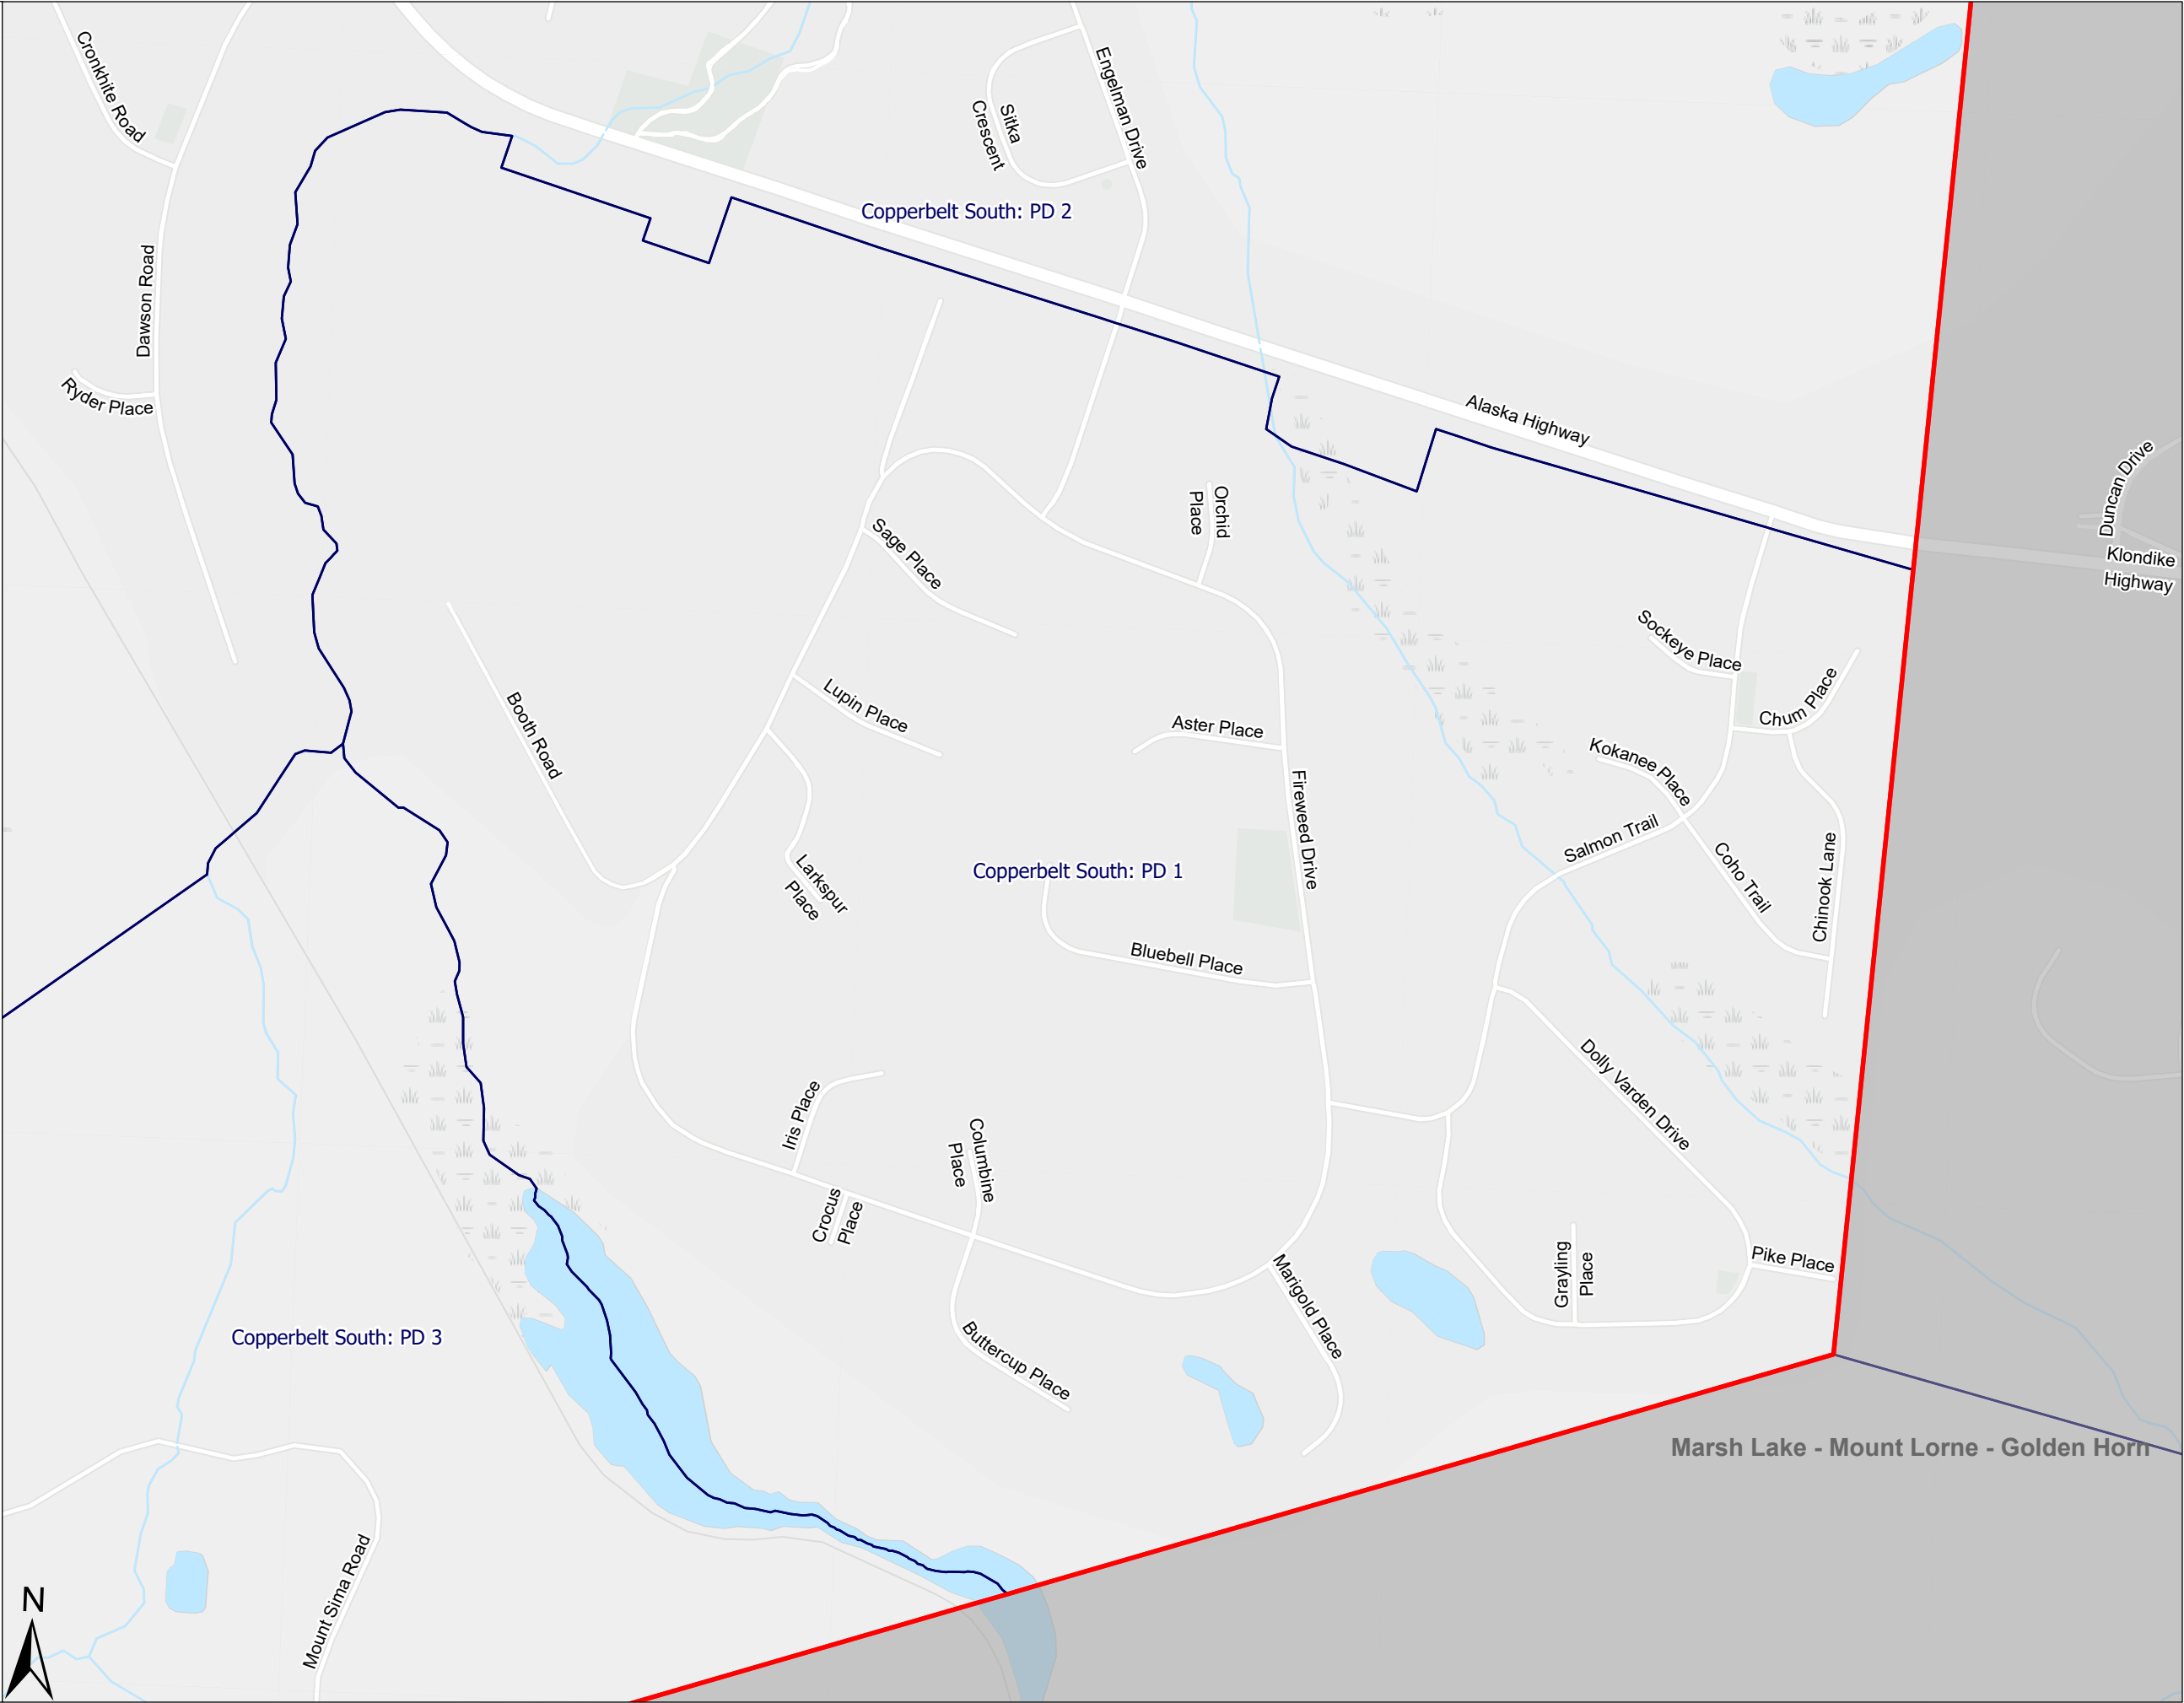 Cronkhite Road
Engelman Drive
Sitka
Crescent
Copperbelt South: PD 2
Dawson Road
Ryder Place
Alaska Highway
Duncan Drive
Klondike
Highway
Orchid
Place
Sage Place
Sockeye Place
Chum Place
Lupin Place
Booth Road
Aster Place
Kokanee Place
Fireweed Drive
Salmon Trail
Coho Trail
Chinook Lane
Larkspur
Place
Copperbelt South: PD 1
Bluebell Place
Dolly Varden Drive
Iris Place
Columbine
Place
Crocus
Place
Grayling
Place
Pike Place
Marigold Place
Buttercup Place
Copperbelt South: PD 3
Marsh Lake - Mount Lorne - Golden Horn
Mount Sima Road
N